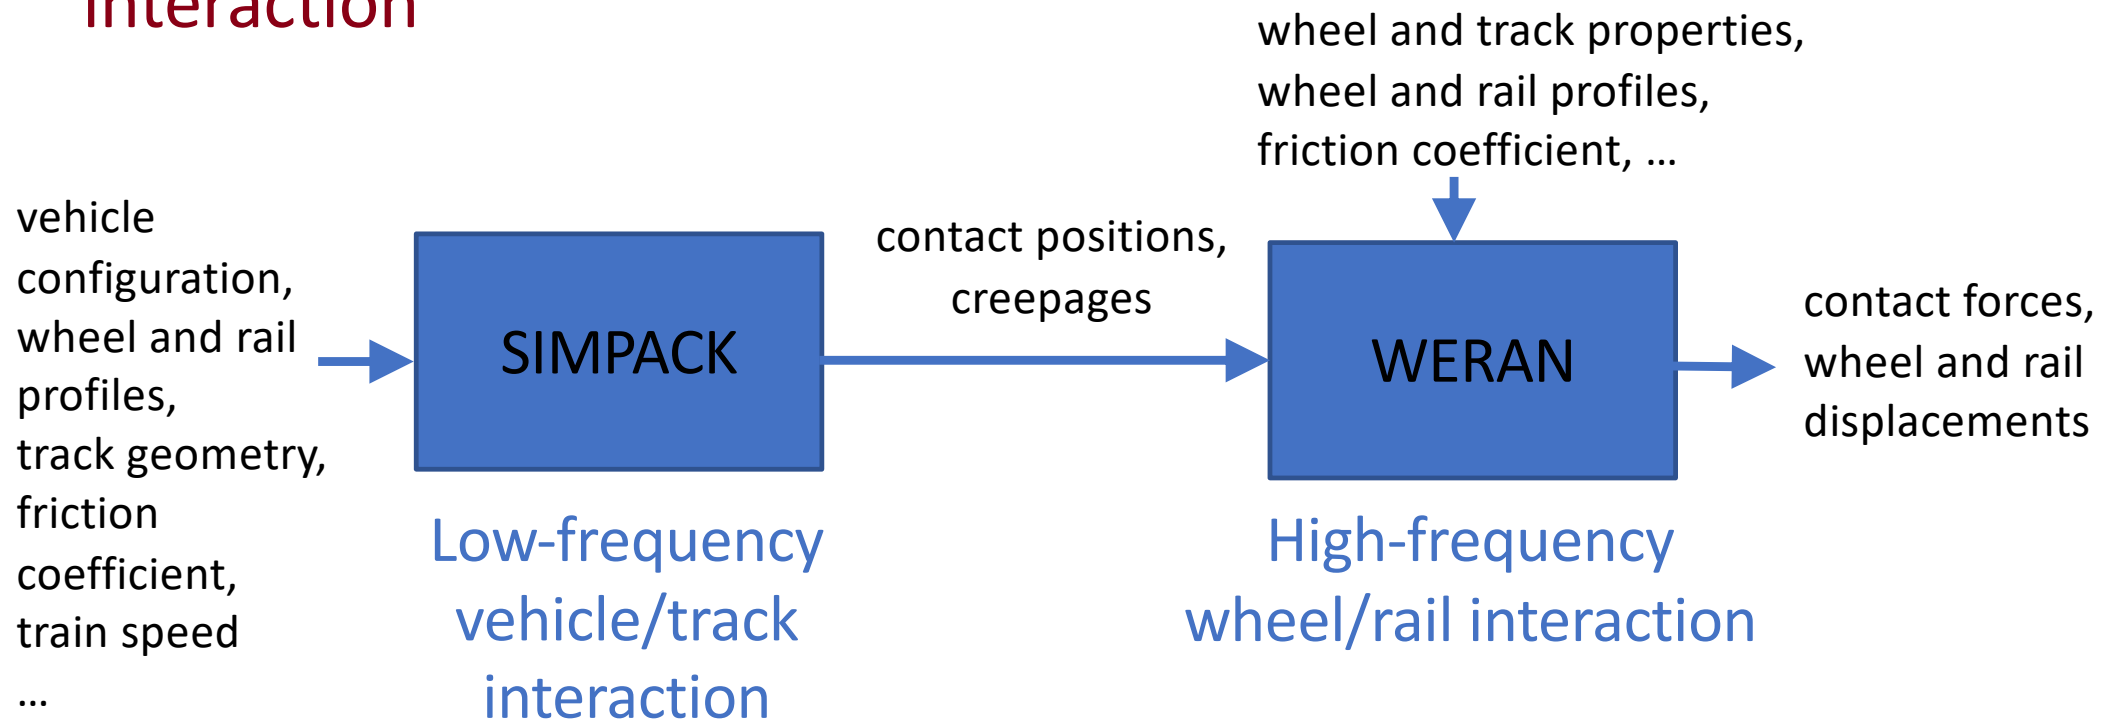 interaction
wheel and track properties,
wheel and rail profiles,
friction coefficient, …
vehicle
configuration,
wheel and rail
profiles,
track geometry,
friction
coefficient,
train speed
…
SIMPACK
Low-frequency
vehicle/track
interaction
contact positions,
creepages
WERAN
High-frequency
wheel/rail interaction
contact forces,
wheel and rail
displacements